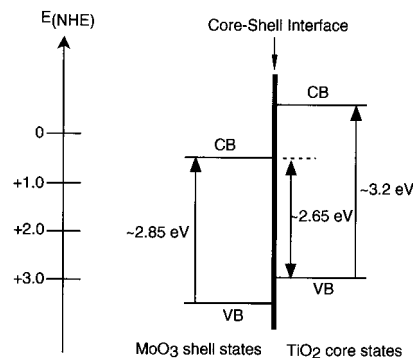 E(NHE)
Core-Shell Interface
CB
0
CB
+1.0
~3.2 eV
+2.0
~2.85 eV
~2.65 eV
+3.0
VB
VB
MoO3 shell states
TiO2 core states